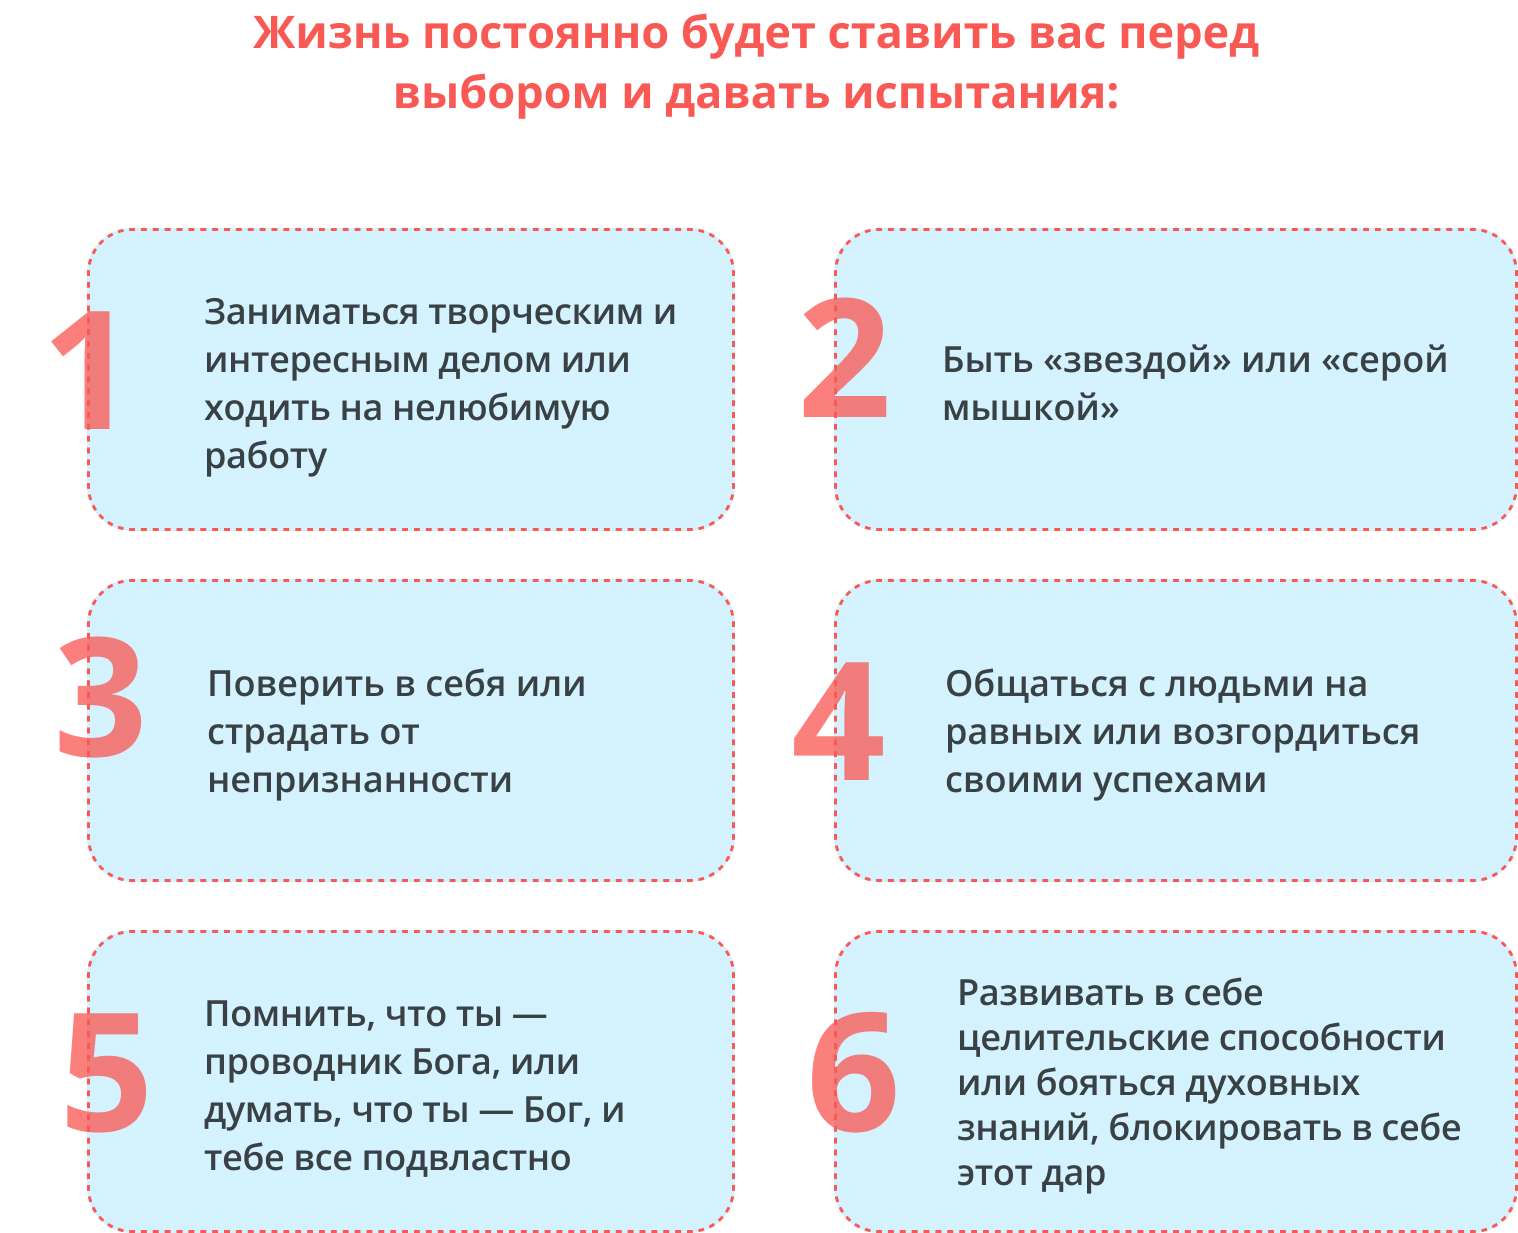 Жизнь постоянно будет ставить вас перед
выбором и давать испытания:
1
Заниматься творческим и
интересным делом или
ходить на нелюбимую
работу
2
Быть «звездой» или «серой
мышкой»
3
Поверить в себя или
страдать от
непризнанности
4
Общаться с людьми на
равных или возгордиться
своими успехами
5
Помнить, что ты —
проводник Бога, или
думать, что ты — Бог, и
тебе все подвластно
6
Развивать в себе
целительские способности
или бояться духовных
знаний, блокировать в себе
этот дар